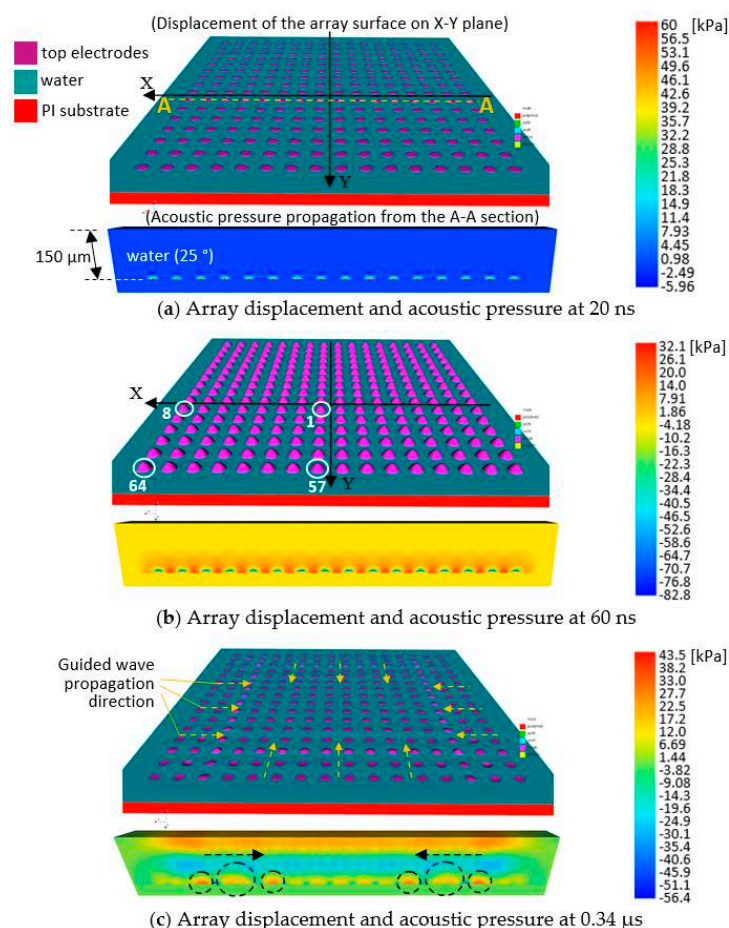 (Displacement of the array surface on X-Y plane)
top electrodes
water
PI substrate
X
A
A
Y
60 [kPa]
56.5
53.1
49.6
46.1
42.6
39.2
35.7
32.2
28.8
25.3
21.8
18.3
14.9
11.4
7.93
4.45
0.98
-2.49
-5.96
(Acoustic pressure propagation from the A-A section)
150 μm
water (25 °)
(a) Array displacement and acoustic pressure at 20 ns
X
8
1
64
57
Y
32.1 [kPa]
26.1
20.0
14.0
7.91
1.86
-4.18
-10.2
-16.3
-22.3
-28.4
-34.4
-40.5
-46.5
-52.6
-58.6
-64.7
-70.7
-76.8
-82.8
(b) Array displacement and acoustic pressure at 60 ns
Guided wave
propagation
direction
43.5 [kPa]
38.2
33.0
27.7
22.5
17.2
12.0
6.69
1.44
-3.82
-9.08
-14.3
-19.6
-24.9
-30.1
-35.4
-40.6
-45.9
-51.1
-56.4
(c) Array displacement and acoustic pressure at 0.34 μs